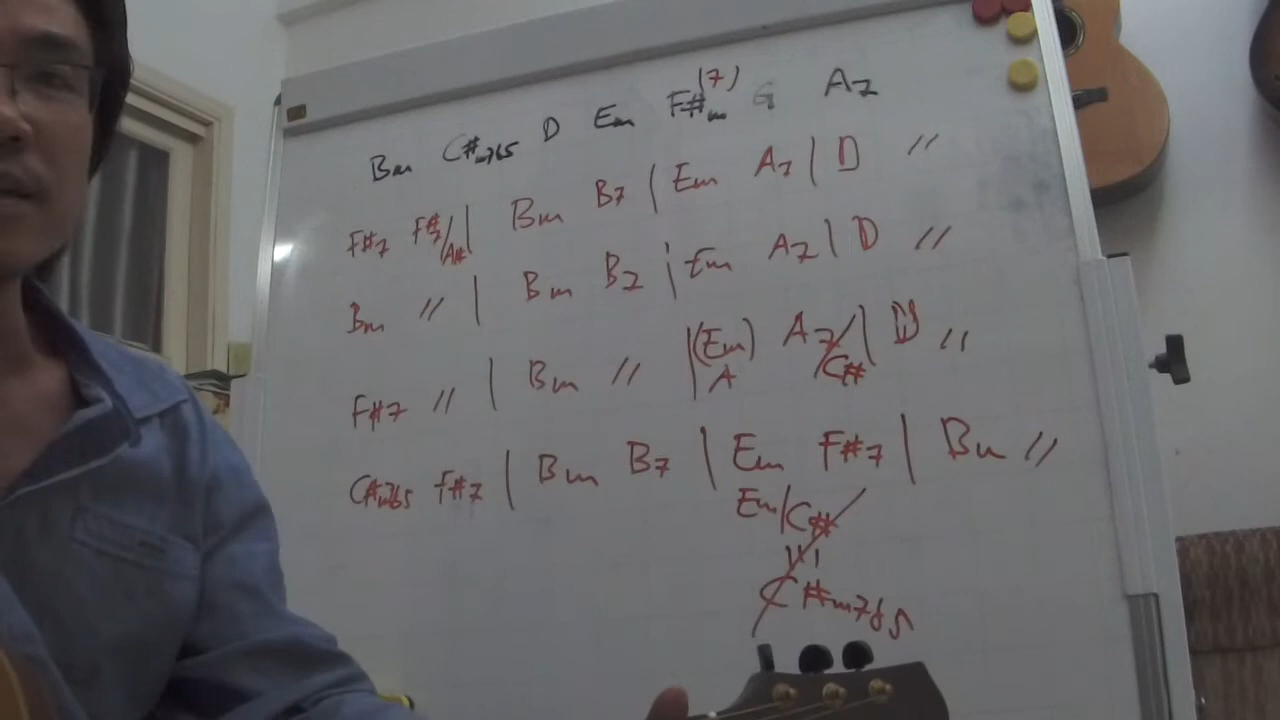 Bm C#m7b5 D Em F#m(7) G A7
F#7 F#7/A# | Bm B7 | Em A7 | D //
Bm // | Bm B7 | Em A7 | D //
F#7 // | Bm // | (Em) A7/C# | D //
A
C#m7b5 F#7 | Bm B7 | Em F#7 | Bm //
Em/C#
C#m7b5